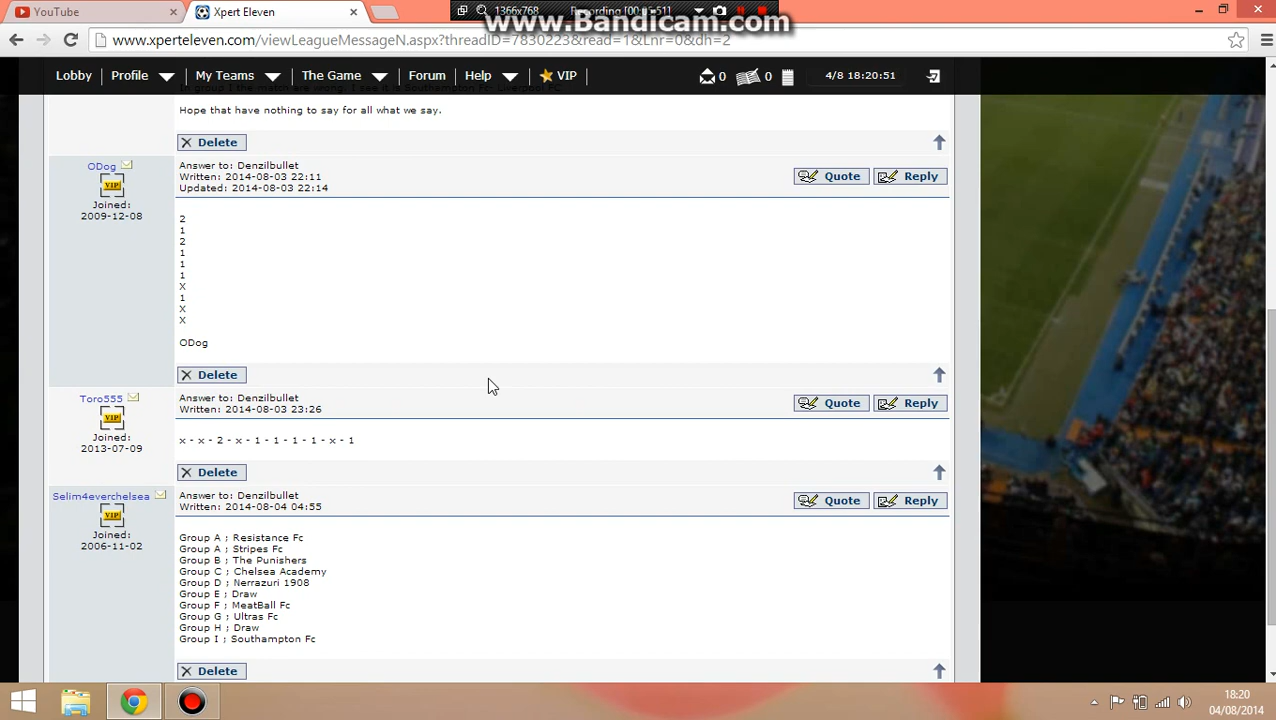 YouTube
Xpert Eleven
1366x768
www.Bandicam.com
www.xperteleven.com/viewLeagueMessageN.aspx?threadID=7830223&read=1&Lnr=0&dh=2
Lobby Profile My Teams The Game Forum Help VIP 0 0 4/8 18:20:51
Hope that have nothing to say for all what we say.
Delete
ODog
VIP
Joined:
2009-12-08
Answer to: Denzilbullet
Written: 2014-08-03 22:11
Updated: 2014-08-03 22:14
Quote Reply
2
1
2
1
1
1
X
1
X
X
ODog
Delete
Toro555
VIP
Joined:
2013-07-09
Answer to: Denzilbullet
Written: 2014-08-03 23:26
Quote Reply
x - x - 2 - x - 1 - 1 - 1 - 1 - x - 1
Delete
Selim4everchelsea
VIP
Joined:
2006-11-02
Answer to: Denzilbullet
Written: 2014-08-04 04:55
Quote Reply
Group A ; Resistance Fc
Group A ; Stripes Fc
Group B ; The Punishers
Group C ; Chelsea Academy
Group D ; Nerrazuri 1908
Group E ; Draw
Group F ; MeatBall Fc
Group G ; Ultras Fc
Group H ; Draw
Group I ; Southampton Fc
Delete
18:20
04/08/2014